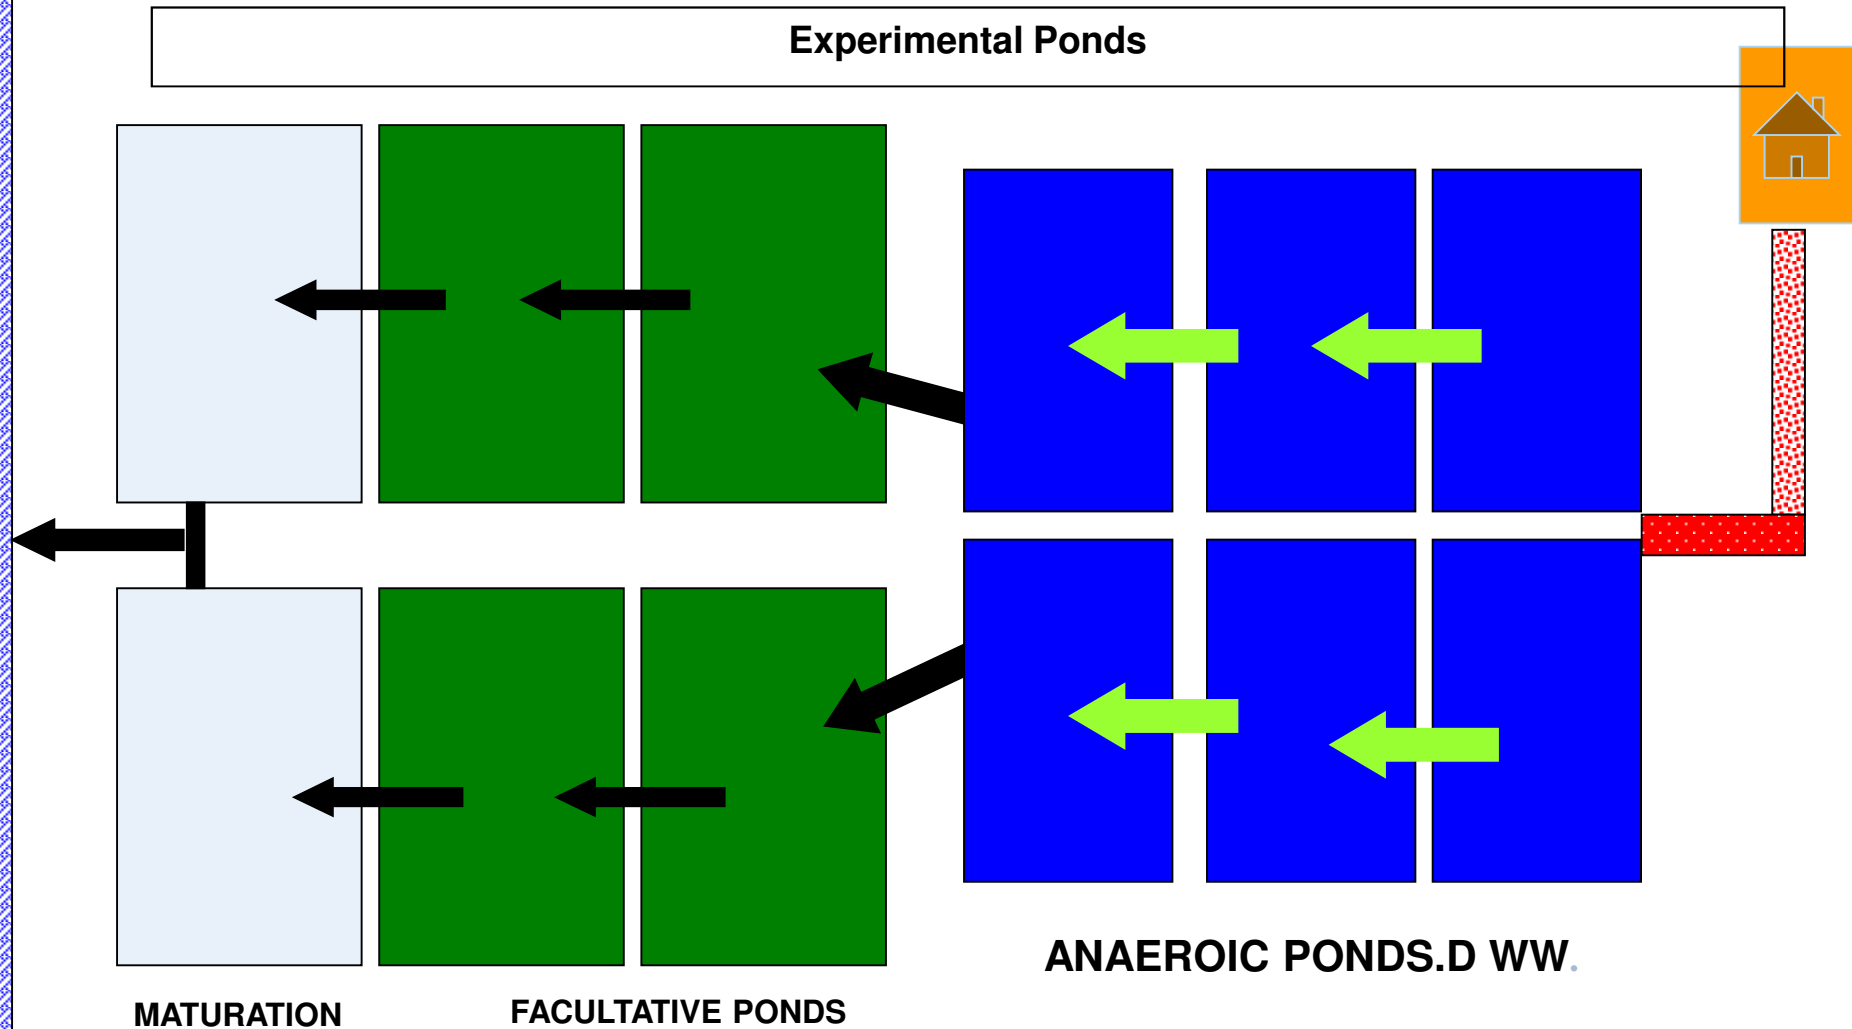 Experimental Ponds
ANAEROIC PONDS.D WW.
FACULTATIVE PONDS
MATURATION